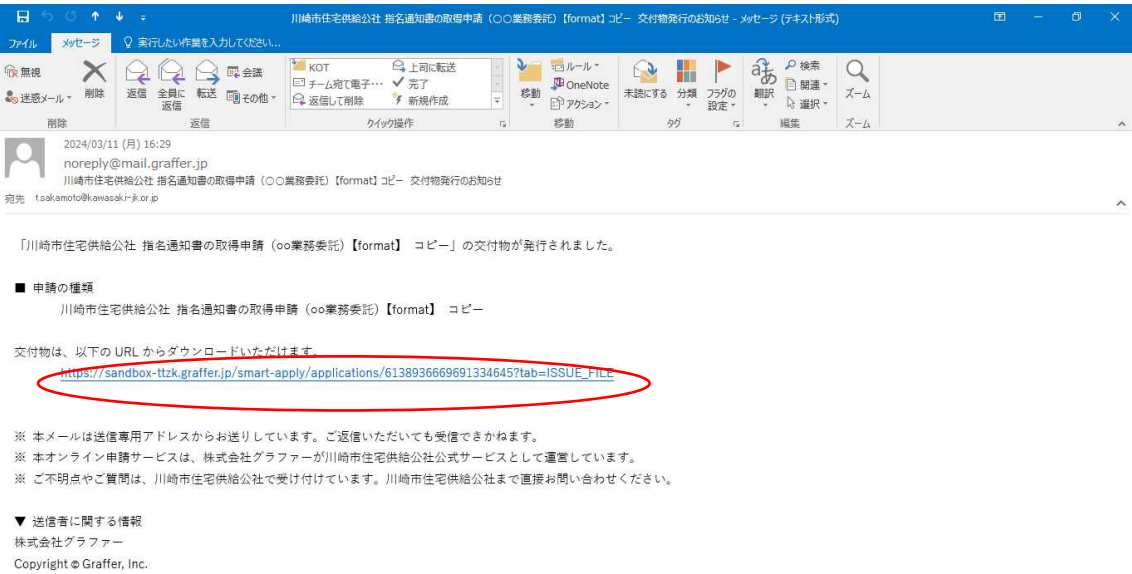 川崎市住宅供給公社 指名通知書の取得申請（〇〇業務委託）【format】コピー 交付物発行のお知らせ - メッセージ (テキスト形式)
ファイル メッセージ 実行したい作業を入力してください...
無視
迷惑メール
削除
返信
全員に返信
転送
会議
その他
KOT
チーム宛て電子…
返信して削除
上司に転送
完了
新規作成
移動
ルール
OneNote
アクション
未読にする
分類
フラグの設定
翻訳
検索
関連
選択
ズーム
削除 返信 クイック操作 移動 タグ 編集 ズーム
2024/03/11 (月) 16:29
noreply@mail.graffer.jp
川崎市住宅供給公社 指名通知書の取得申請（〇〇業務委託）【format】コピー 交付物発行のお知らせ
宛先 t.sakamoto@kawasaki-jk.or.jp
「川崎市住宅供給公社 指名通知書の取得申請（oo業務委託）【format】 コピー」の交付物が発行されました。
■ 申請の種類
川崎市住宅供給公社 指名通知書の取得申請（oo業務委託）【format】 コピー
交付物は、以下の URL からダウンロードいただけます。
https://sandbox-ttzk.graffer.jp/smart-apply/applications/6138936669691334645?tab=ISSUE_FILE
※ 本メールは送信専用アドレスからお送りしています。ご返信いただいても受信できかねます。
※ 本オンライン申請サービスは、株式会社グラファーが川崎市住宅供給公社公式サービスとして運営しています。
※ ご不明点やご質問は、川崎市住宅供給公社で受け付けています。川崎市住宅供給公社まで直接お問い合わせください。
▼ 送信者に関する情報
株式会社グラファー
Copyright © Graffer, Inc.